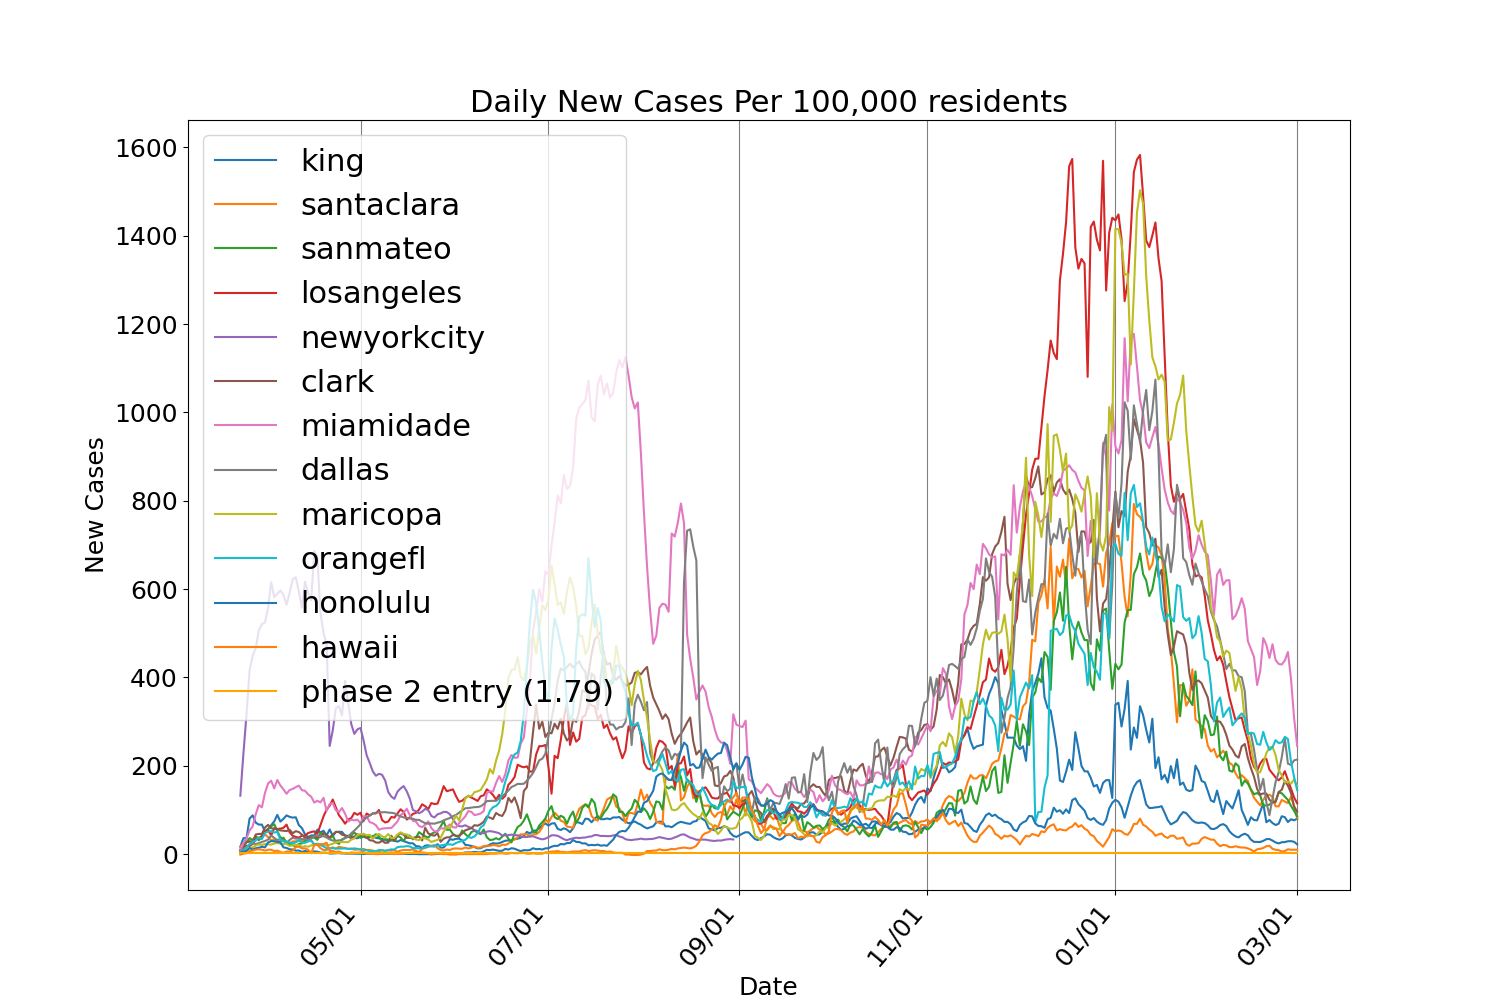 Daily New Cases Per 100,000 residents
1600
1400
1200
1000
800
600
400
200
0
New Cases
king
santaclara
sanmateo
losangeles
newyorkcity
clark
miamidade
dallas
maricopa
orangefl
honolulu
hawaii
phase 2 entry (1.79)
05/01
07/01
09/01
11/01
01/01
03/01
Date